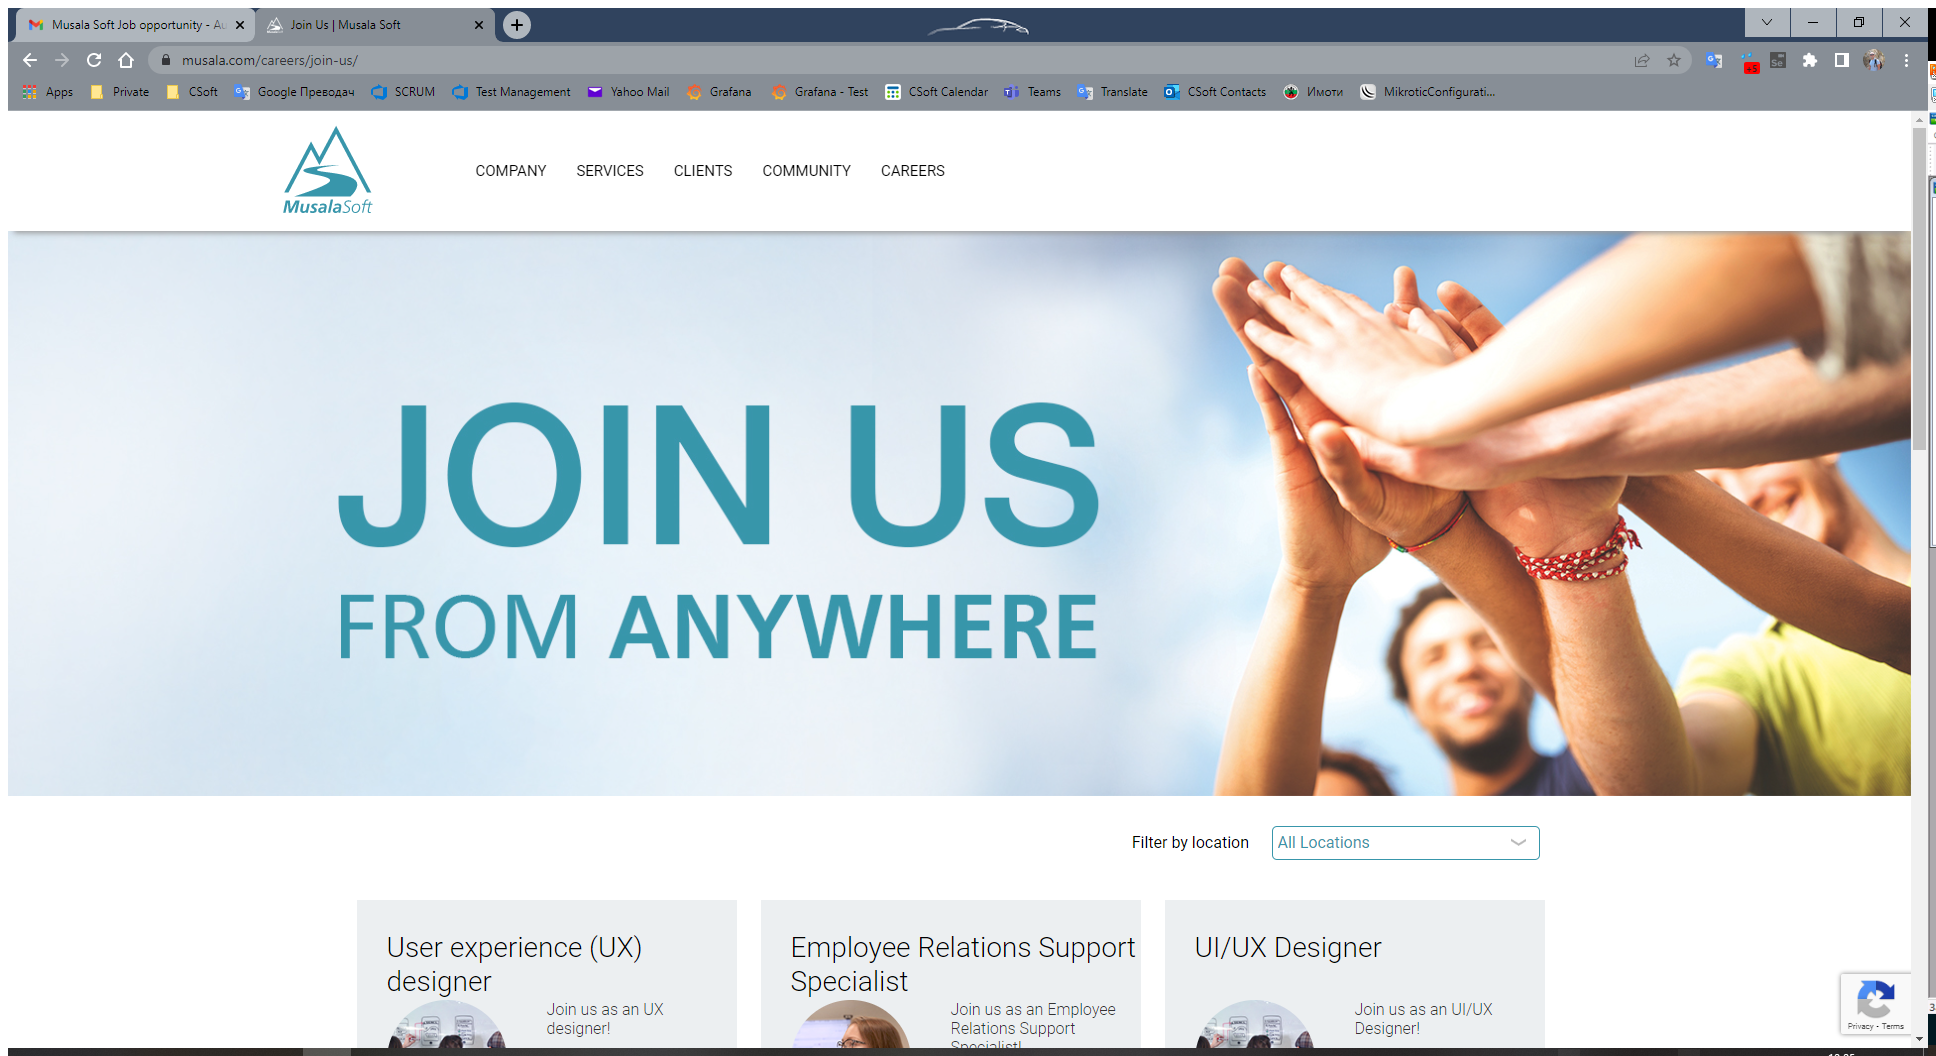 Musala Soft Job opportunity - Au
Join Us | Musala Soft
musala.com/careers/join-us/
Apps
Private
CSoft
Google Преводач
SCRUM
Test Management
Yahoo Mail
Grafana
Grafana - Test
CSoft Calendar
Teams
Translate
CSoft Contacts
Имоти
MikroticConfigurati...
MusalaSoft
COMPANY
SERVICES
CLIENTS
COMMUNITY
CAREERS
JOIN US
FROM ANYWHERE
Filter by location
All Locations
User experience (UX)
designer
Join us as an UX
designer!
Employee Relations Support
Specialist
Join us as an Employee
Relations Support
Specialist!
UI/UX Designer
Join us as an UI/UX
Designer!
Privacy - Terms